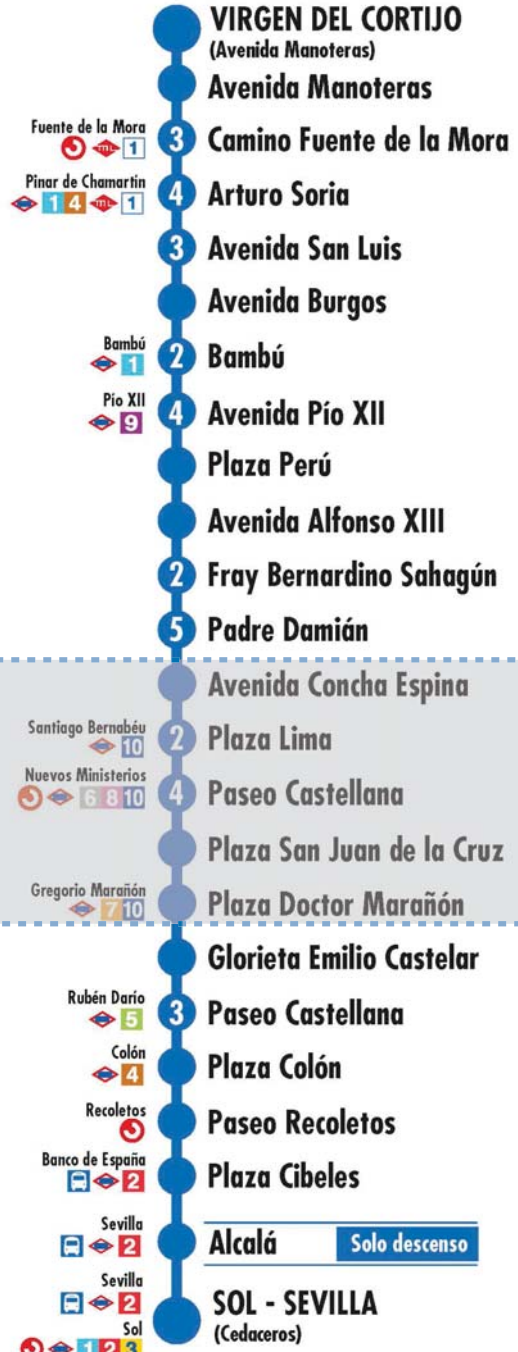 VIRGEN DEL CORTIJO
(Avenida Manoteras)
Avenida Manoteras
Fuente de la Mora
mL 1
3 Camino Fuente de la Mora
Pinar de Chamartín
1 4 mL 1
4 Arturo Soria
3 Avenida San Luis
Avenida Burgos
Bambú
1
2 Bambú
Pío XII
9
4 Avenida Pío XII
Plaza Perú
Avenida Alfonso XIII
2 Fray Bernardino Sahagún
5 Padre Damián
Avenida Concha Espina
Santiago Bernabéu
10
2 Plaza Lima
Nuevos Ministerios
6 8 10
4 Paseo Castellana
Plaza San Juan de la Cruz
Gregorio Marañón
7 10
Plaza Doctor Marañón
Glorieta Emilio Castelar
Rubén Darío
5
3 Paseo Castellana
Colón
4
Plaza Colón
Recoletos
Paseo Recoletos
Banco de España
2
Plaza Cibeles
Sevilla
2
Alcalá Solo descenso
Sevilla
2
SOL - SEVILLA
(Cedaceros)
Sol
1 2 3